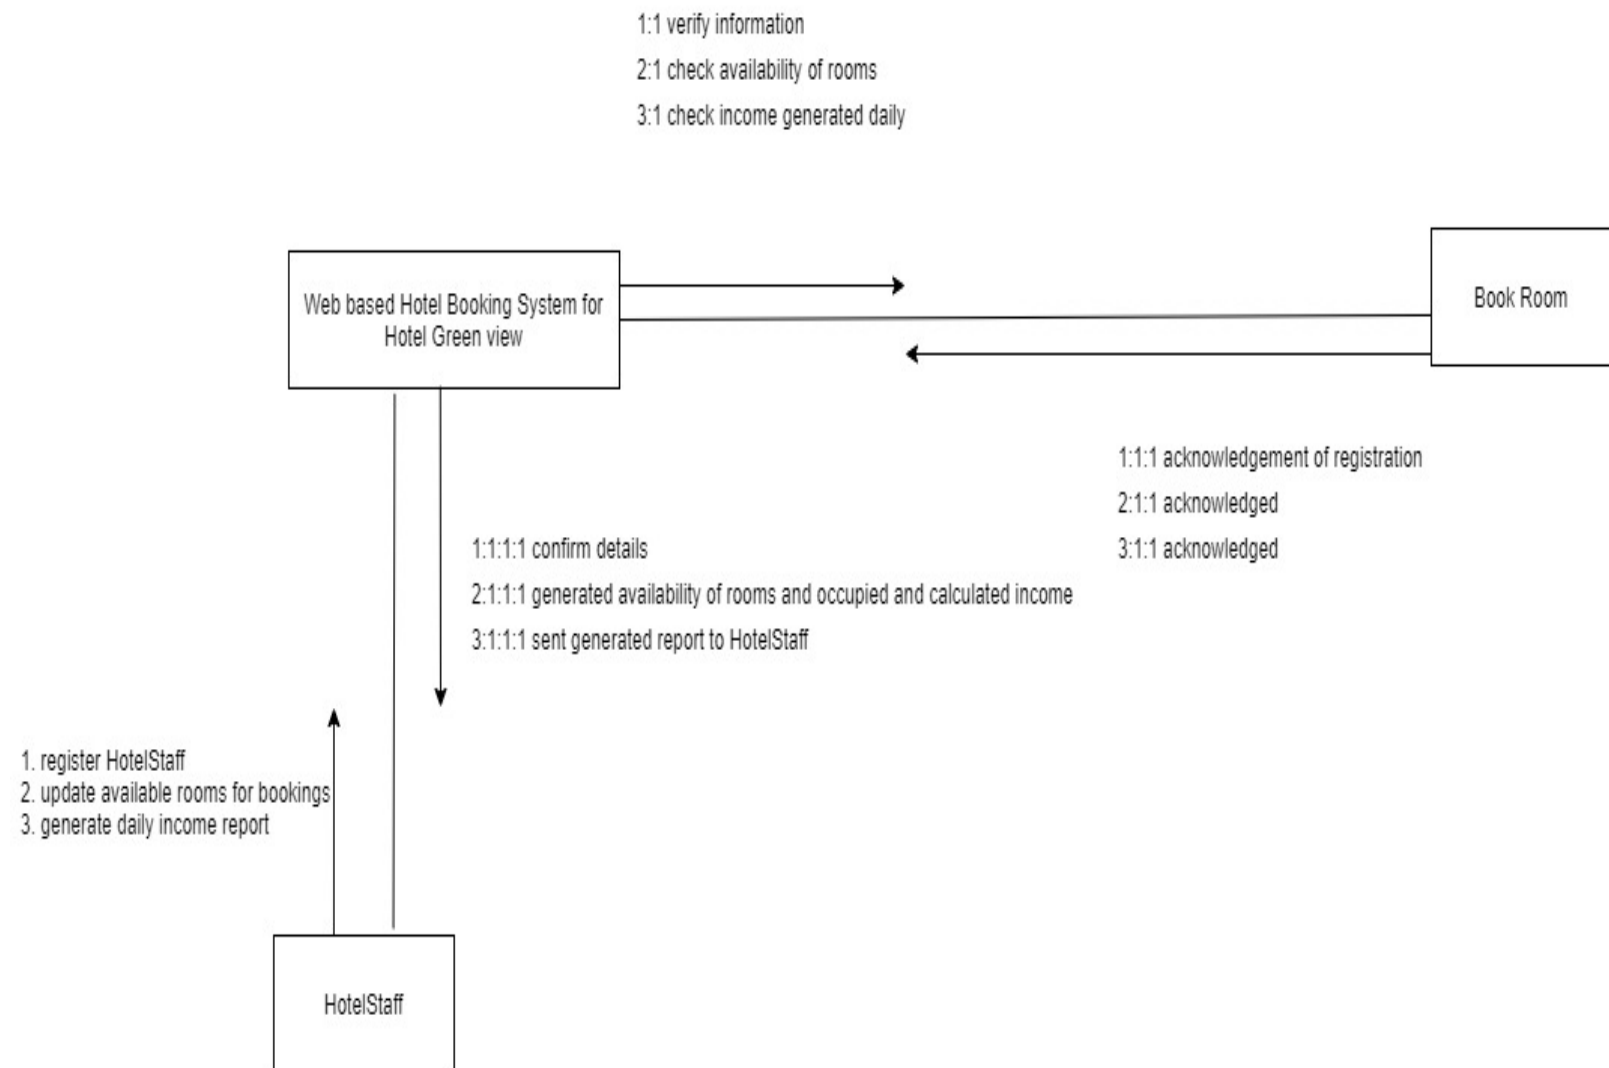 1:1 verify information
2:1 check availability of rooms
3:1 check income generated daily
Web based Hotel Booking System for
Hotel Green view
Book Room
1:1:1 acknowledgement of registration
2:1:1 acknowledged
3:1:1 acknowledged
1:1:1:1 confirm details
2:1:1:1 generated availability of rooms and occupied and calculated income
3:1:1:1 sent generated report to HotelStaff
1. register HotelStaff
2. update available rooms for bookings
3. generate daily income report
HotelStaff